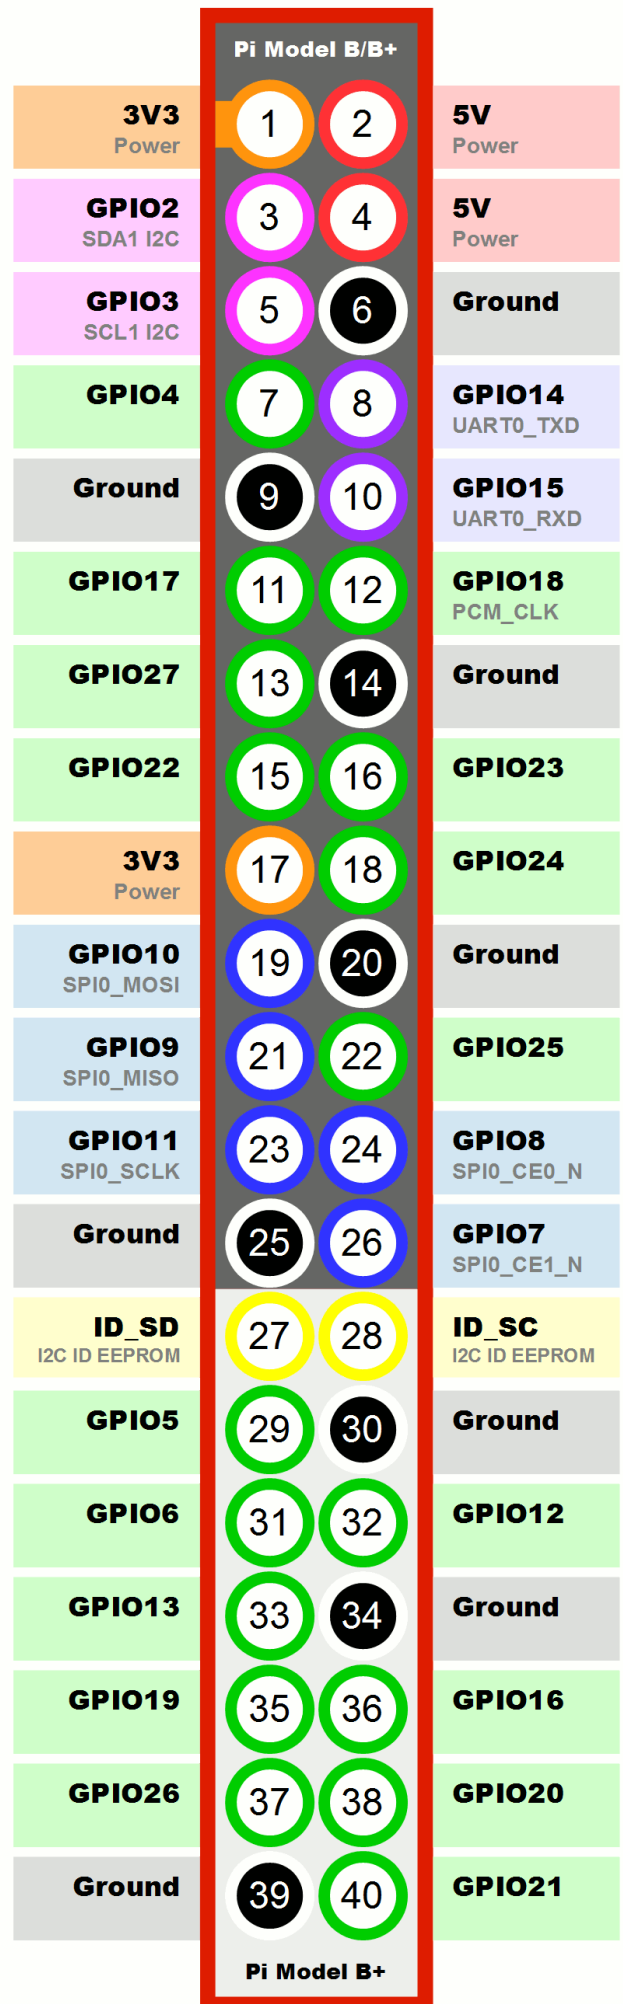 Pi Model B/B+
3V3 1 2 5V
Power Power
GPIO2 3 4 5V
SDA1 I2C Power
GPIO3 5 6 Ground
SCL1 I2C
GPIO4 7 8 GPIO14
UART0_TXD
Ground 9 10 GPIO15
UART0_RXD
GPIO17 11 12 GPIO18
PCM_CLK
GPIO27 13 14 Ground
GPIO22 15 16 GPIO23
3V3 17 18 GPIO24
Power
GPIO10 19 20 Ground
SPI0_MOSI
GPIO9 21 22 GPIO25
SPI0_MISO
GPIO11 23 24 GPIO8
SPI0_SCLK SPI0_CE0_N
Ground 25 26 GPIO7
SPI0_CE1_N
ID_SD 27 28 ID_SC
I2C ID EEPROM I2C ID EEPROM
GPIO5 29 30 Ground
GPIO6 31 32 GPIO12
GPIO13 33 34 Ground
GPIO19 35 36 GPIO16
GPIO26 37 38 GPIO20
Ground 39 40 GPIO21
Pi Model B+